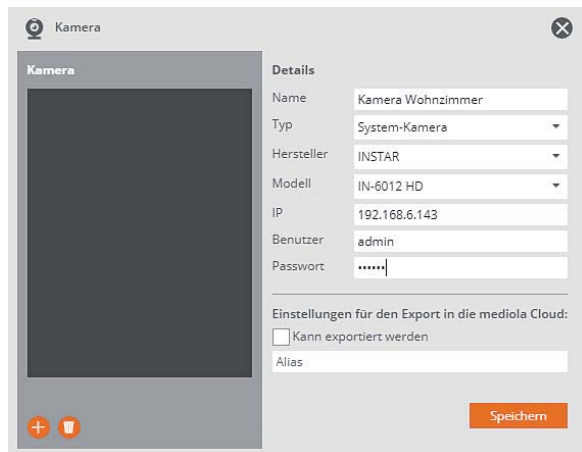 Kamera
Kamera
Details
Name Kamera Wohnzimmer
Typ System-Kamera
Hersteller INSTAR
Modell IN-6012 HD
IP 192.168.6.143
Benutzer admin
Passwort ••••••
Einstellungen für den Export in die mediola Cloud:
Kann exportiert werden
Alias
Speichern